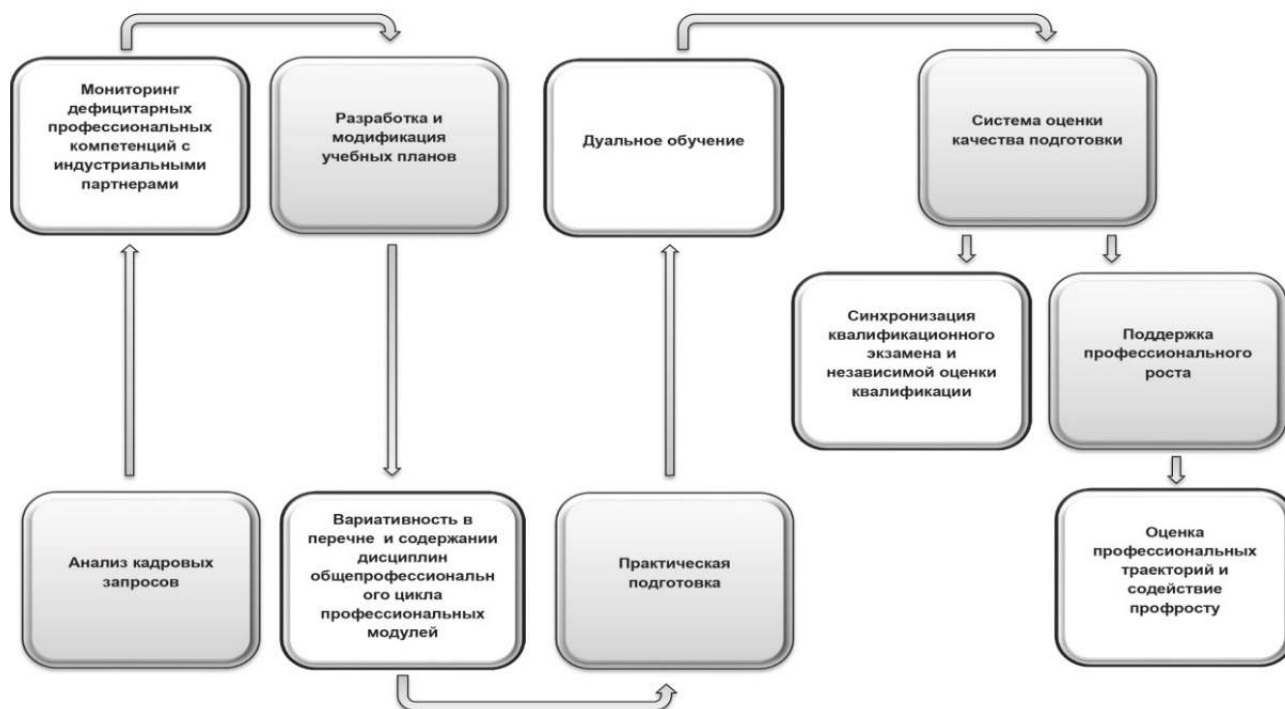 Мониторинг
дефицитарных
профессиональных
компетенций с
индустриальными
партнерами
Разработка и
модификация
учебных планов
Дуальное обучение
Система оценки
качества подготовки
Синхронизация
квалификационного
экзамена и
независимой оценки
квалификации
Поддержка
профессионального
роста
Анализ кадровых
запросов
Вариативность в
перечне и содержании
дисциплин
общепрофессиональн
ого цикла
профессиональных
модулей
Практическая
подготовка
Оценка
профессиональных
траекторий и
содействие
профросту